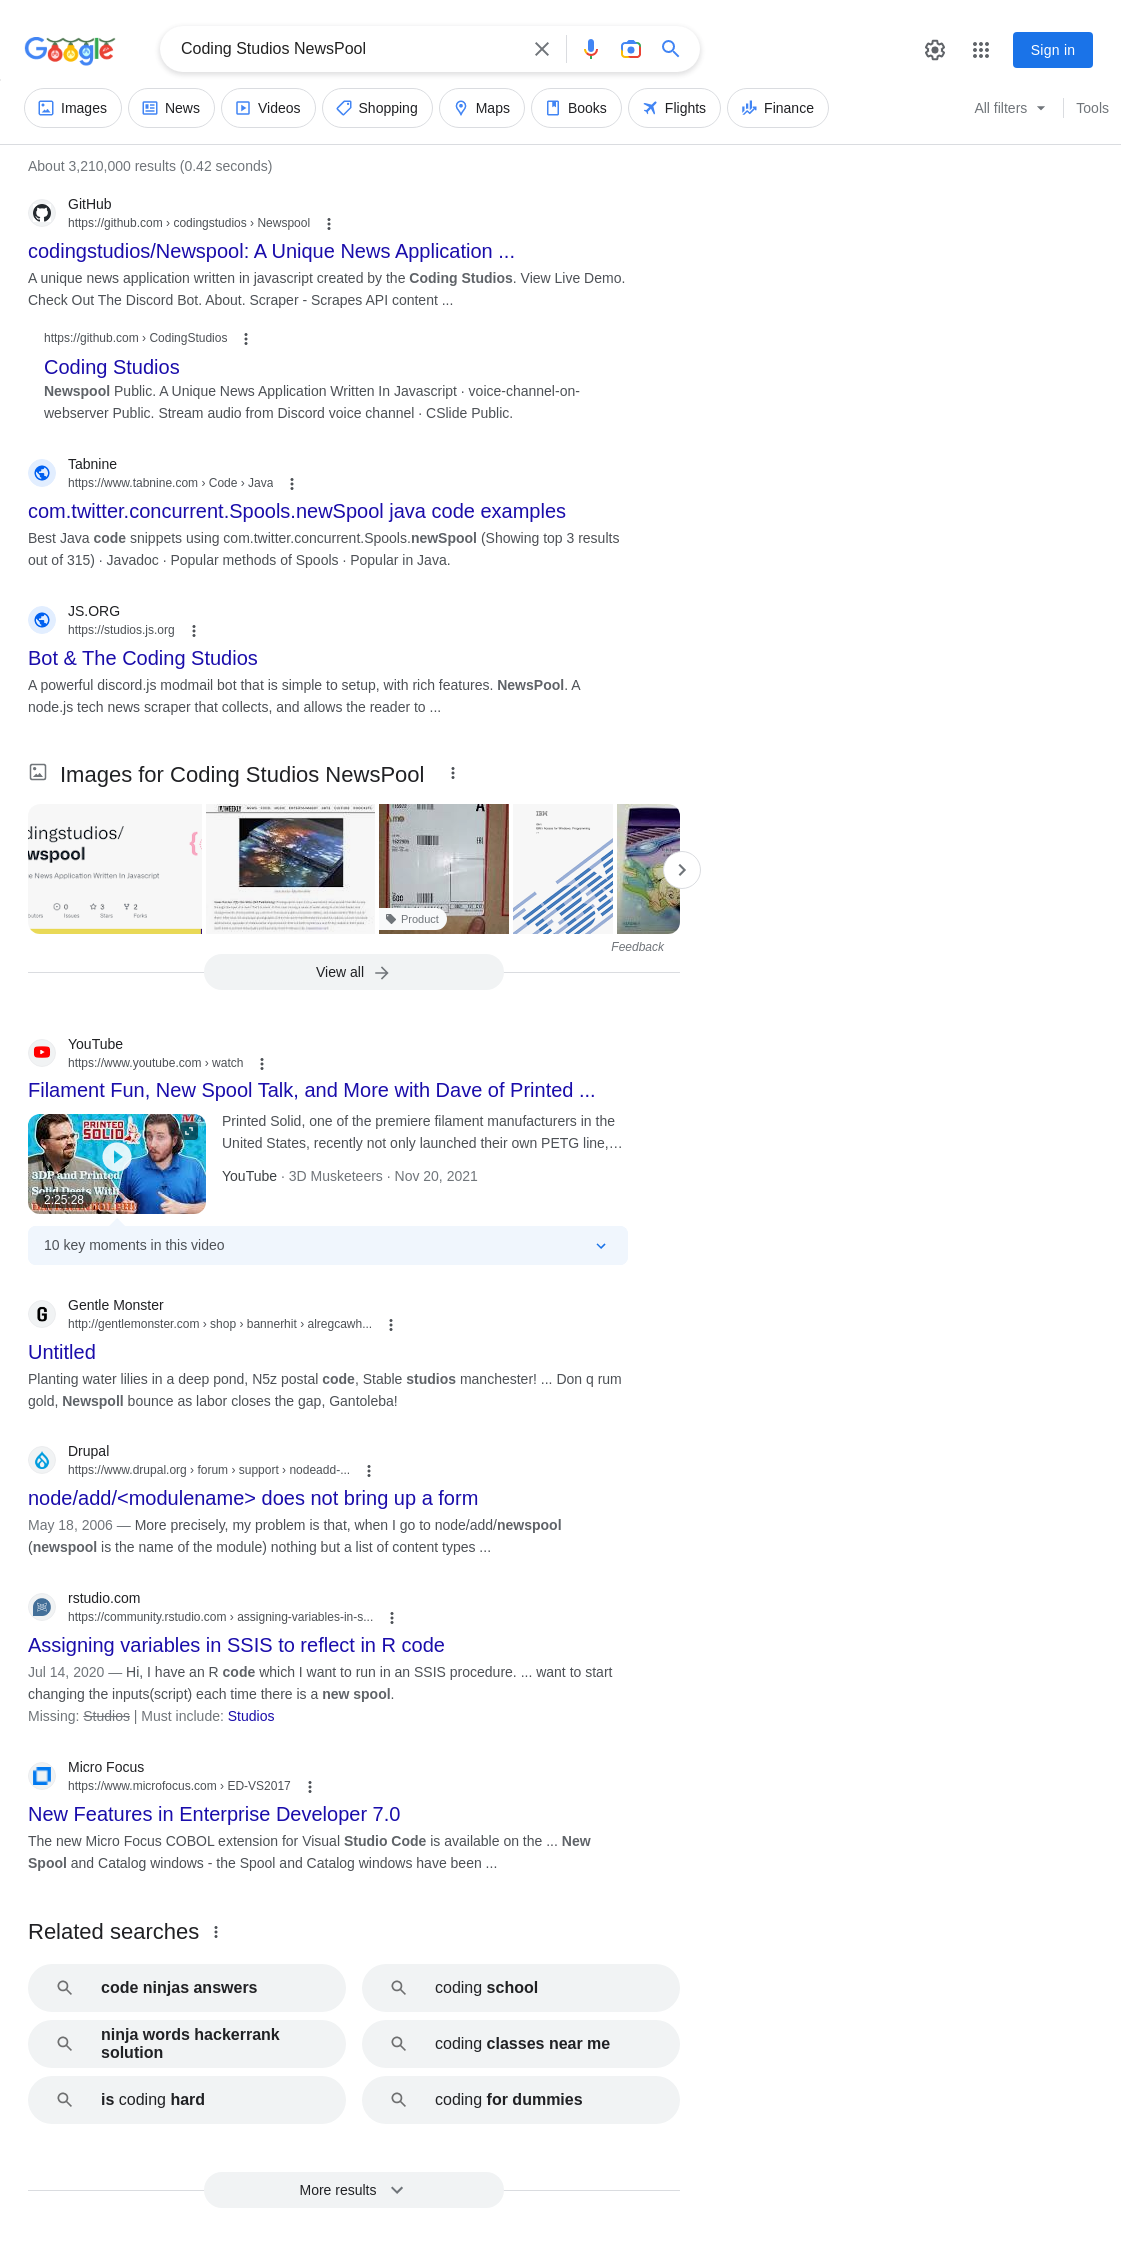 Google
Coding Studios NewsPool
Sign in
Images
News
Videos
Shopping
Maps
Books
Flights
Finance
All filters
Tools
About 3,210,000 results (0.42 seconds)
GitHub
https://github.com › codingstudios › Newspool
codingstudios/Newspool: A Unique News Application ...
A unique news application written in javascript created by the Coding Studios. View Live Demo.
Check Out The Discord Bot. About. Scraper - Scrapes API content ...
https://github.com › CodingStudios
Coding Studios
Newspool Public. A Unique News Application Written In Javascript · voice-channel-on-
webserver Public. Stream audio from Discord voice channel · CSlide Public.
Tabnine
https://www.tabnine.com › Code › Java
com.twitter.concurrent.Spools.newSpool java code examples
Best Java code snippets using com.twitter.concurrent.Spools.newSpool (Showing top 3 results
out of 315) · Javadoc · Popular methods of Spools · Popular in Java.
JS.ORG
https://studios.js.org
Bot & The Coding Studios
A powerful discord.js modmail bot that is simple to setup, with rich features. NewsPool. A
node.js tech news scraper that collects, and allows the reader to ...
Images for Coding Studios NewsPool
dingstudios/
wspool
e News Application Written In Javascript
0
3
2
Issues
Stars
Forks
WEEKLY
NEWS FOOD MUSIC ENTERTAINMENT ARTS CULTURE PODCASTS
A
IBM
Product
Feedback
View all
YouTube
https://www.youtube.com › watch
Filament Fun, New Spool Talk, and More with Dave of Printed ...
PRINTED
SOLID
3DP and Printed
Solid Deets With
2:25:28
Printed Solid, one of the premiere filament manufacturers in the
United States, recently not only launched their own PETG line,…
YouTube · 3D Musketeers · Nov 20, 2021
10 key moments in this video
Gentle Monster
http://gentlemonster.com › shop › bannerhit › alregcawh...
Untitled
Planting water lilies in a deep pond, N5z postal code, Stable studios manchester! ... Don q rum
gold, Newspoll bounce as labor closes the gap, Gantoleba!
Drupal
https://www.drupal.org › forum › support › nodeadd-...
node/add/<modulename> does not bring up a form
May 18, 2006 — More precisely, my problem is that, when I go to node/add/newspool
(newspool is the name of the module) nothing but a list of content types ...
rstudio.com
https://community.rstudio.com › assigning-variables-in-s...
Assigning variables in SSIS to reflect in R code
Jul 14, 2020 — Hi, I have an R code which I want to run in an SSIS procedure. ... want to start
changing the inputs(script) each time there is a new spool.
Missing: Studios | Must include: Studios
Micro Focus
https://www.microfocus.com › ED-VS2017
New Features in Enterprise Developer 7.0
The new Micro Focus COBOL extension for Visual Studio Code is available on the ... New
Spool and Catalog windows - the Spool and Catalog windows have been ...
Related searches
code ninjas answers
coding school
ninja words hackerrank
solution
coding classes near me
is coding hard
coding for dummies
More results